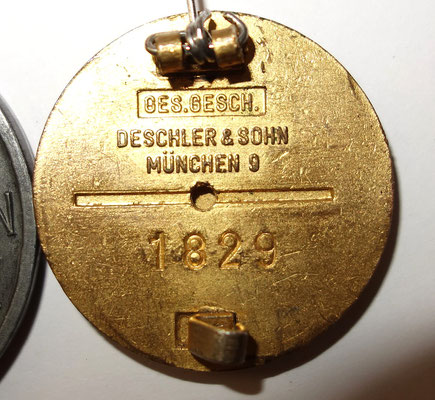 GES.GESCH.
DESCHLER & SOHN
MÜNCHEN 9
1829